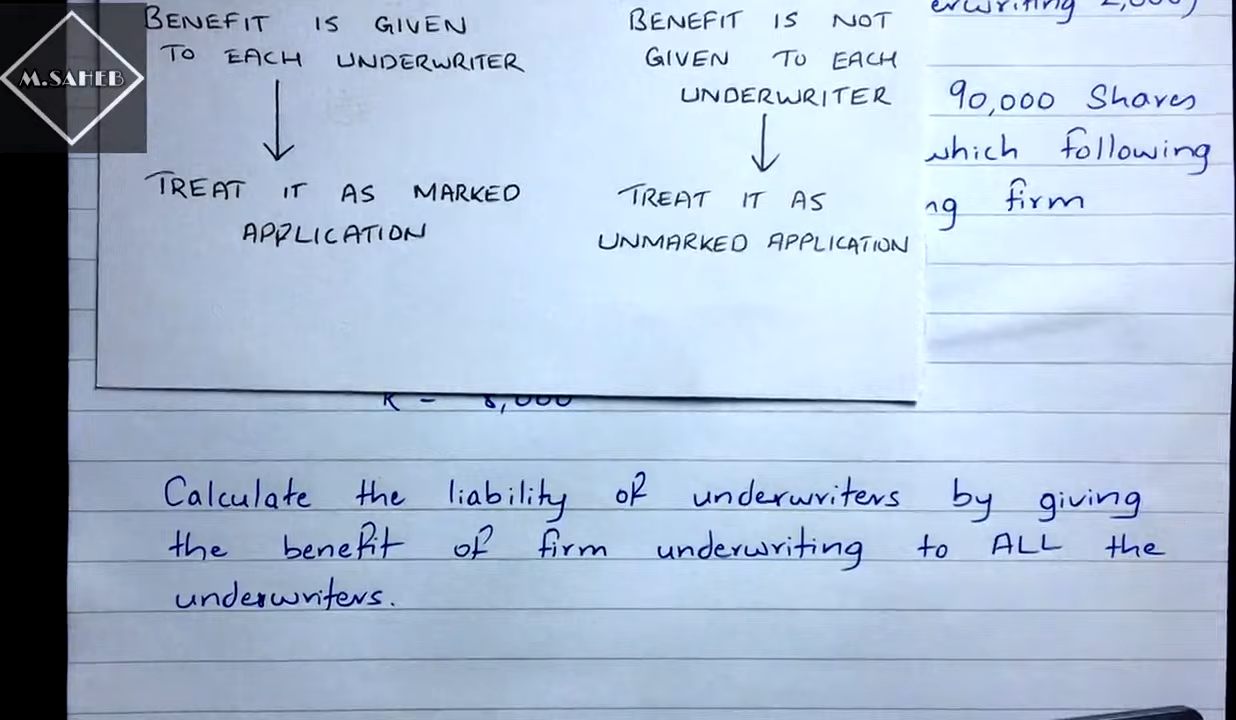 M.SAHEB
BENEFIT IS GIVEN
TO EACH UNDERWRITER
TREAT IT AS MARKED
APPLICATION
BENEFIT IS NOT
GIVEN TO EACH
UNDERWRITER
TREAT IT AS
UNMARKED APPLICATION
90,000 Shares
which following
firm
Calculate the liability of underwriters by giving
the benefit of firm underwriting to ALL the
underwriters.